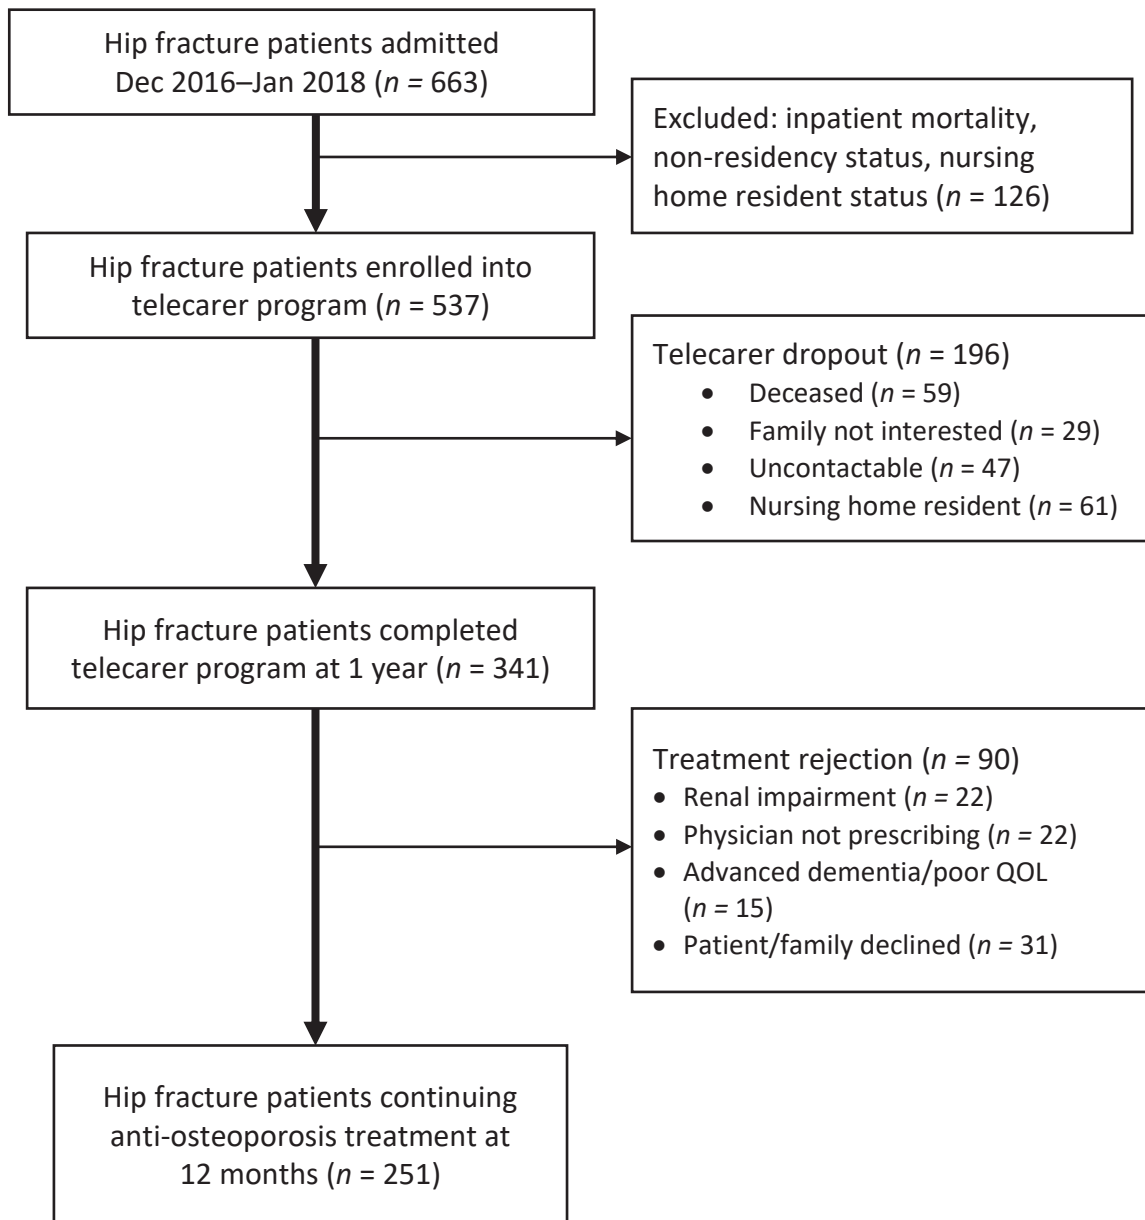 Hip fracture patients admitted
Dec 2016–Jan 2018 (n = 663)
Excluded: inpatient mortality,
non-residency status, nursing
home resident status (n = 126)
Hip fracture patients enrolled into
telecarer program (n = 537)
Telecarer dropout (n = 196)
• Deceased (n = 59)
• Family not interested (n = 29)
• Uncontactable (n = 47)
• Nursing home resident (n = 61)
Hip fracture patients completed
telecarer program at 1 year (n = 341)
Treatment rejection (n = 90)
• Renal impairment (n = 22)
• Physician not prescribing (n = 22)
• Advanced dementia/poor QOL
(n = 15)
• Patient/family declined (n = 31)
Hip fracture patients continuing
anti-osteoporosis treatment at
12 months (n = 251)